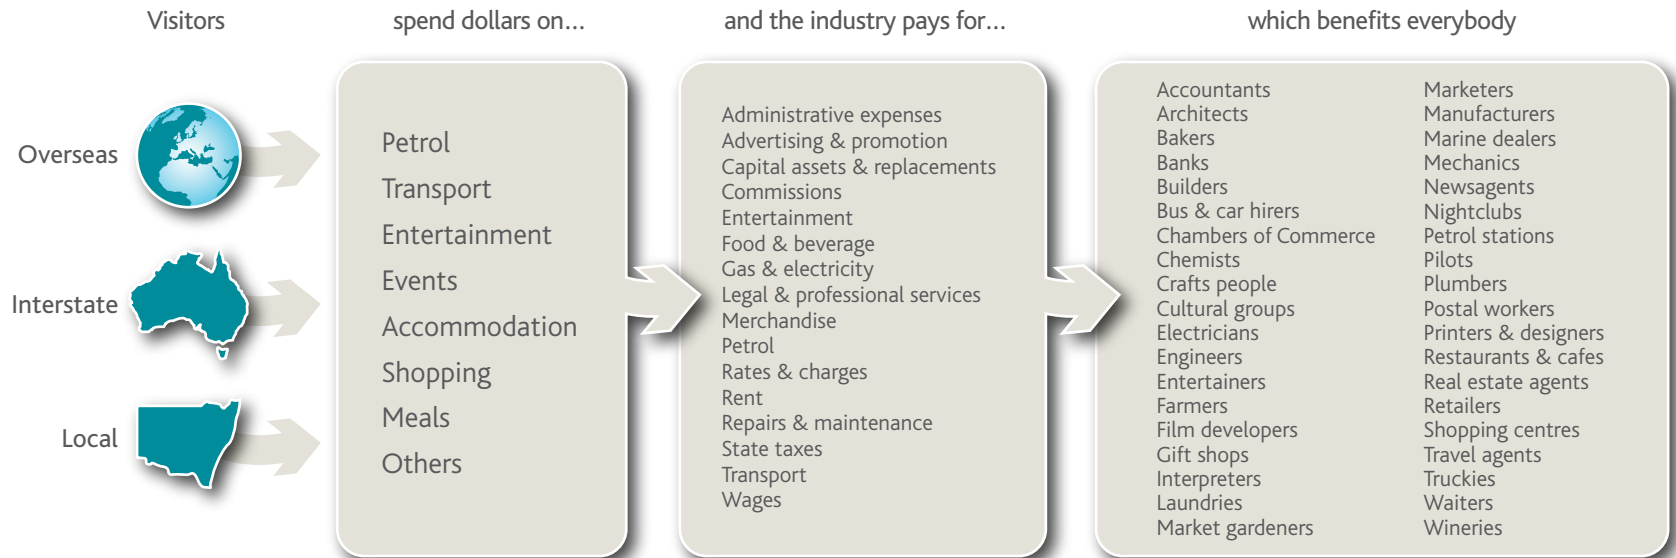 Visitors
spend dollars on...
and the industry pays for...
which benefits everybody
Overseas
Interstate
Local
Petrol
Transport
Entertainment
Events
Accommodation
Shopping
Meals
Others
Administrative expenses
Advertising & promotion
Capital assets & replacements
Commissions
Entertainment
Food & beverage
Gas & electricity
Legal & professional services
Merchandise
Petrol
Rates & charges
Rent
Repairs & maintenance
State taxes
Transport
Wages
Accountants
Architects
Bakers
Banks
Builders
Bus & car hirers
Chambers of Commerce
Chemists
Crafts people
Cultural groups
Electricians
Engineers
Entertainers
Farmers
Film developers
Gift shops
Interpreters
Laundries
Market gardeners
Marketers
Manufacturers
Marine dealers
Mechanics
Newsagents
Nightclubs
Petrol stations
Pilots
Plumbers
Postal workers
Printers & designers
Restaurants & cafes
Real estate agents
Retailers
Shopping centres
Travel agents
Truckies
Waiters
Wineries